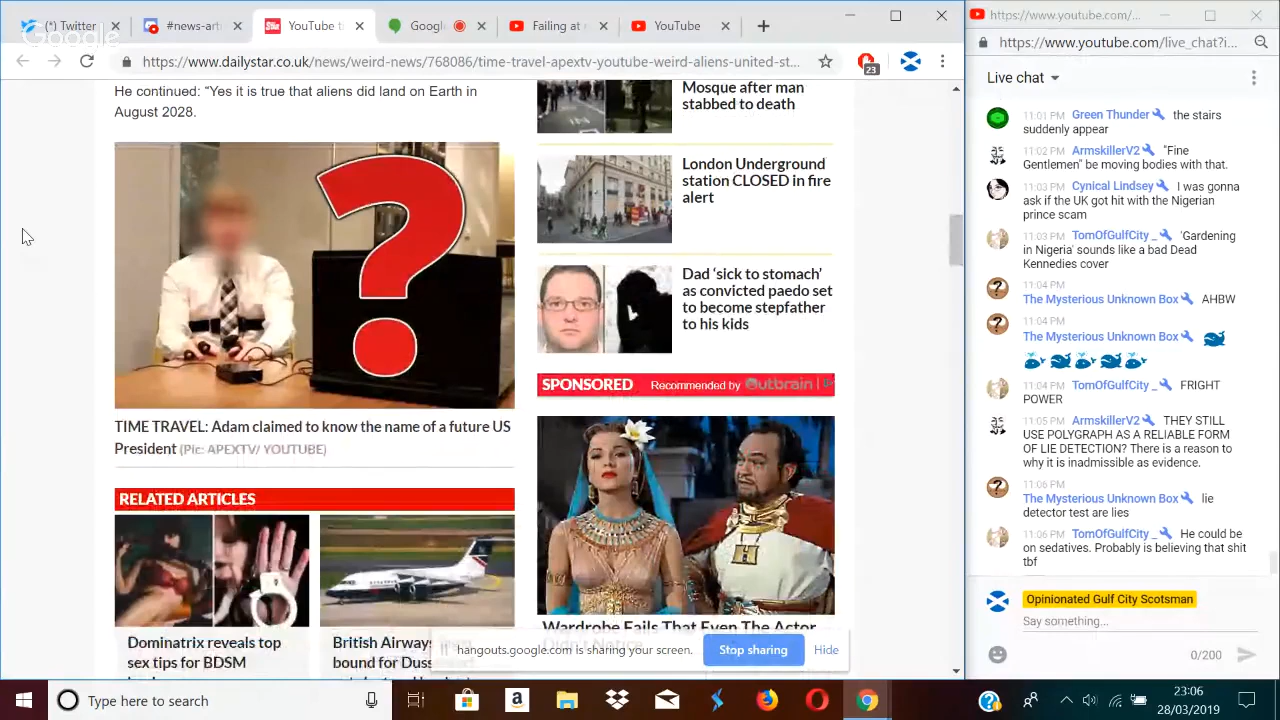 (*) Twitter
#news-art
YouTube t
Googl
Failing at r
YouTube
Google
https://www.dailystar.co.uk/news/weird-news/768086/time-travel-apextv-youtube-weird-aliens-united-st...
23
He continued: “Yes it is true that aliens did land on Earth in
August 2028.
TIME TRAVEL: Adam claimed to know the name of a future US
President (Pic: APEXTV/ YOUTUBE)
RELATED ARTICLES
Dominatrix reveals top
sex tips for BDSM
British Airways
bound for Dus
Mosque after man
stabbed to death
London Underground
station CLOSED in fire
alert
Dad ‘sick to stomach’
as convicted paedo set
to become stepfather
to his kids
SPONSORED Recommended by Outbrain
Wardrobe Fails That Even The Actor
hangouts.google.com is sharing your screen.
Stop sharing
Hide
https://www.youtube.com/...
https://www.youtube.com/live_chat?i...
Live chat
11:01 PM Green Thunder the stairs
suddenly appear
11:02 PM ArmskillerV2 "Fine
Gentlemen" be moving bodies with that.
11:03 PM Cynical Lindsey I was gonna
ask if the UK got hit with the Nigerian
prince scam
11:03 PM TomOfGulfCity _ 'Gardening
in Nigeria' sounds like a bad Dead
Kennedies cover
11:04 PM
The Mysterious Unknown Box AHBW
11:04 PM
The Mysterious Unknown Box
11:04 PM TomOfGulfCity _ FRIGHT
POWER
11:05 PM ArmskillerV2 THEY STILL
USE POLYGRAPH AS A RELIABLE FORM
OF LIE DETECTION? There is a reason to
why it is inadmissible as evidence.
11:06 PM
The Mysterious Unknown Box lie
detector test are lies
11:06 PM TomOfGulfCity _ He could be
on sedatives. Probably is believing that shit
tbf
Opinionated Gulf City Scotsman
Say something...
0/200
Type here to search
23:06
28/03/2019